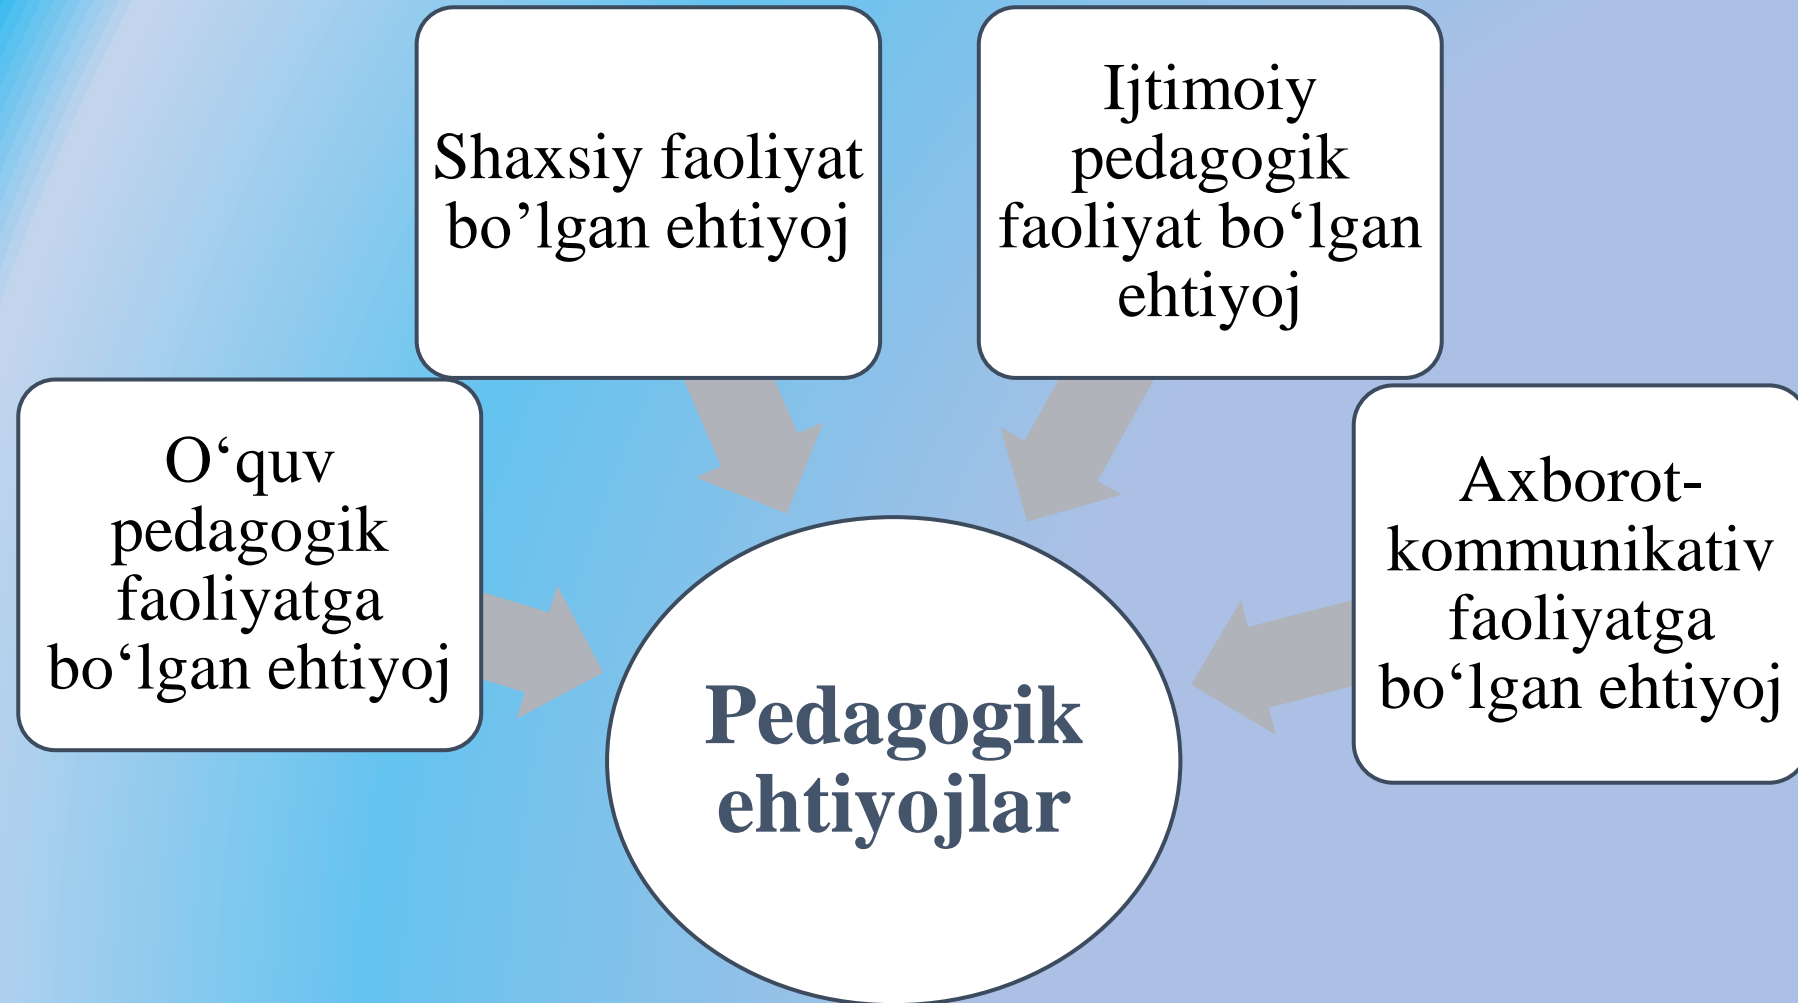 Shaxsiy faoliyat
bo’lgan ehtiyoj
Ijtimoiy
pedagogik
faoliyat bo‘lgan
ehtiyoj
O‘quv
pedagogik
faoliyatga
bo‘lgan ehtiyoj
Axborot-
kommunikativ
faoliyatga
bo‘lgan ehtiyoj
Pedagogik
ehtiyojlar